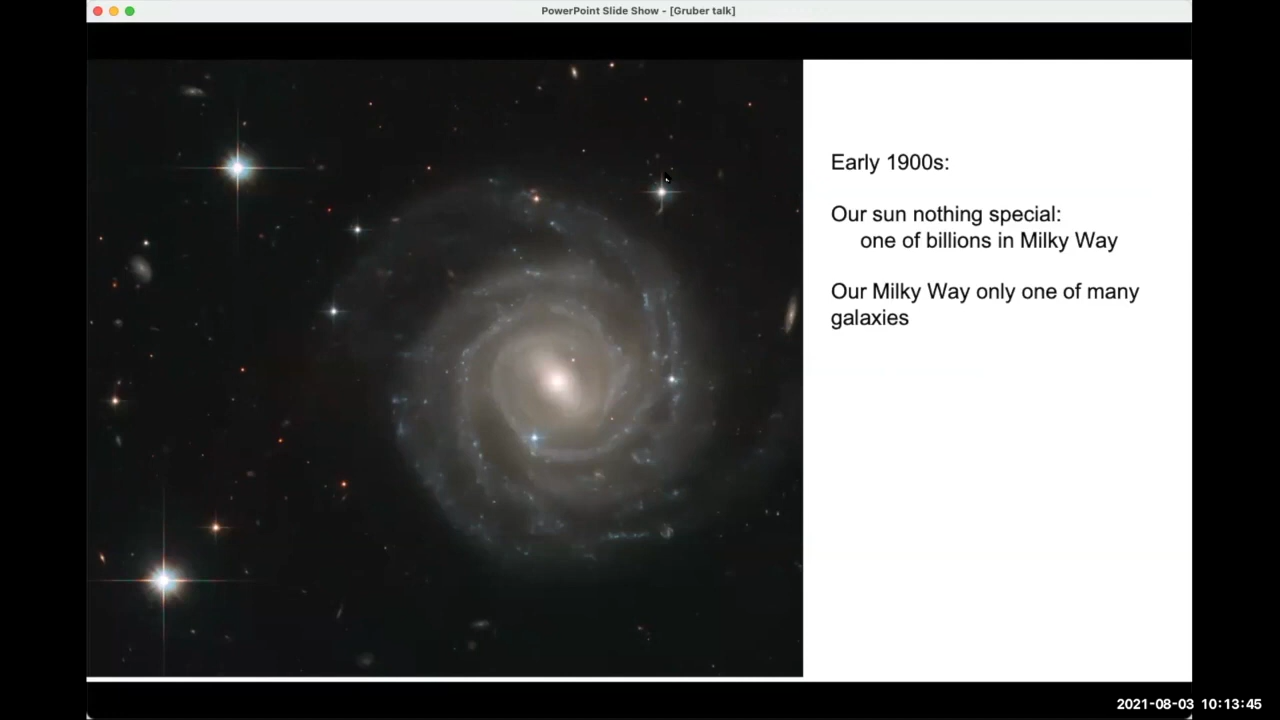 PowerPoint Slide Show - [Gruber talk]
Early 1900s:
Our sun nothing special:
one of billions in Milky Way
Our Milky Way only one of many
galaxies
2021-08-03 10:13:45